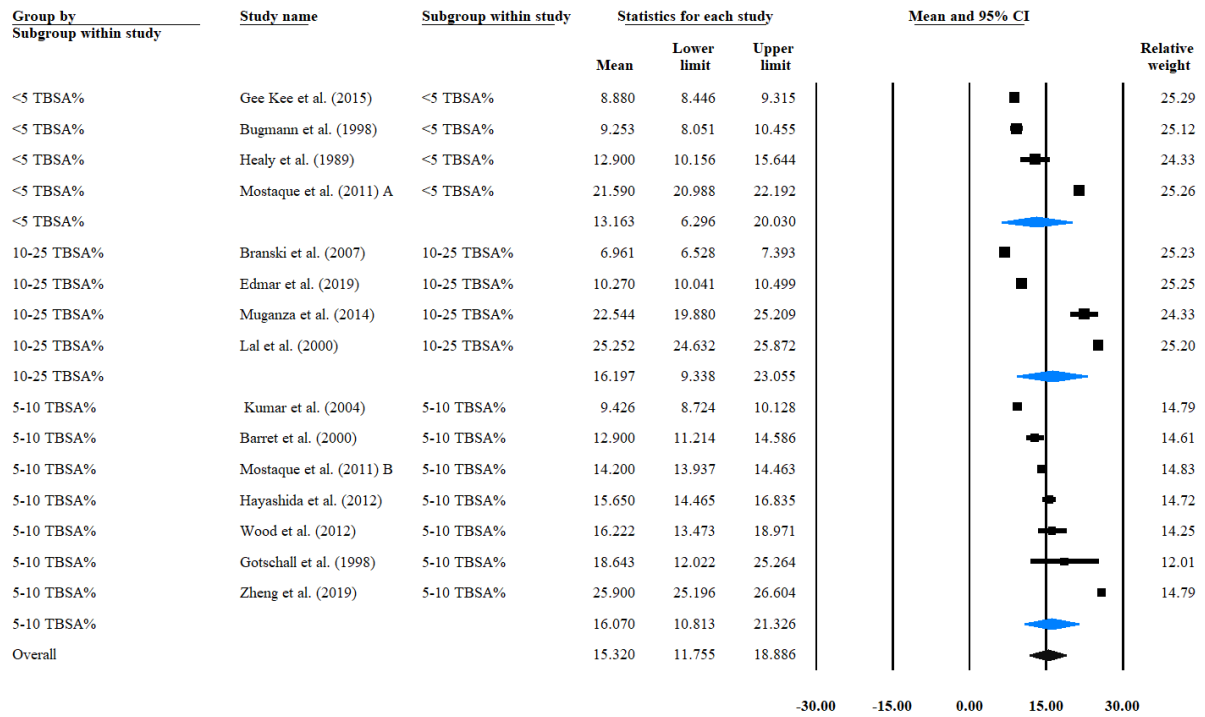 Group by Study name Subgroup within study Statistics for each study Mean and 95% CI
Subgroup within study
Lower Upper Relative
Mean limit limit weight
<5 TBSA% Gee Kee et al. (2015) <5 TBSA% 8.880 8.446 9.315 25.29
<5 TBSA% Bugmann et al. (1998) <5 TBSA% 9.253 8.051 10.455 25.12
<5 TBSA% Healy et al. (1989) <5 TBSA% 12.900 10.156 15.644 24.33
<5 TBSA% Mostaque et al. (2011) A <5 TBSA% 21.590 20.988 22.192 25.26
<5 TBSA% 13.163 6.296 20.030
10-25 TBSA% Branski et al. (2007) 10-25 TBSA% 6.961 6.528 7.393 25.23
10-25 TBSA% Edmar et al. (2019) 10-25 TBSA% 10.270 10.041 10.499 25.25
10-25 TBSA% Muganza et al. (2014) 10-25 TBSA% 22.544 19.880 25.209 24.33
10-25 TBSA% Lal et al. (2000) 10-25 TBSA% 25.252 24.632 25.872 25.20
10-25 TBSA% 16.197 9.338 23.055
5-10 TBSA% Kumar et al. (2004) 5-10 TBSA% 9.426 8.724 10.128 14.79
5-10 TBSA% Barret et al. (2000) 5-10 TBSA% 12.900 11.214 14.586 14.61
5-10 TBSA% Mostaque et al. (2011) B 5-10 TBSA% 14.200 13.937 14.463 14.83
5-10 TBSA% Hayashida et al. (2012) 5-10 TBSA% 15.650 14.465 16.835 14.72
5-10 TBSA% Wood et al. (2012) 5-10 TBSA% 16.222 13.473 18.971 14.25
5-10 TBSA% Gotschall et al. (1998) 5-10 TBSA% 18.643 12.022 25.264 12.01
5-10 TBSA% Zheng et al. (2019) 5-10 TBSA% 25.900 25.196 26.604 14.79
5-10 TBSA% 16.070 10.813 21.326
Overall 15.320 11.755 18.886
-30.00 -15.00 0.00 15.00 30.00